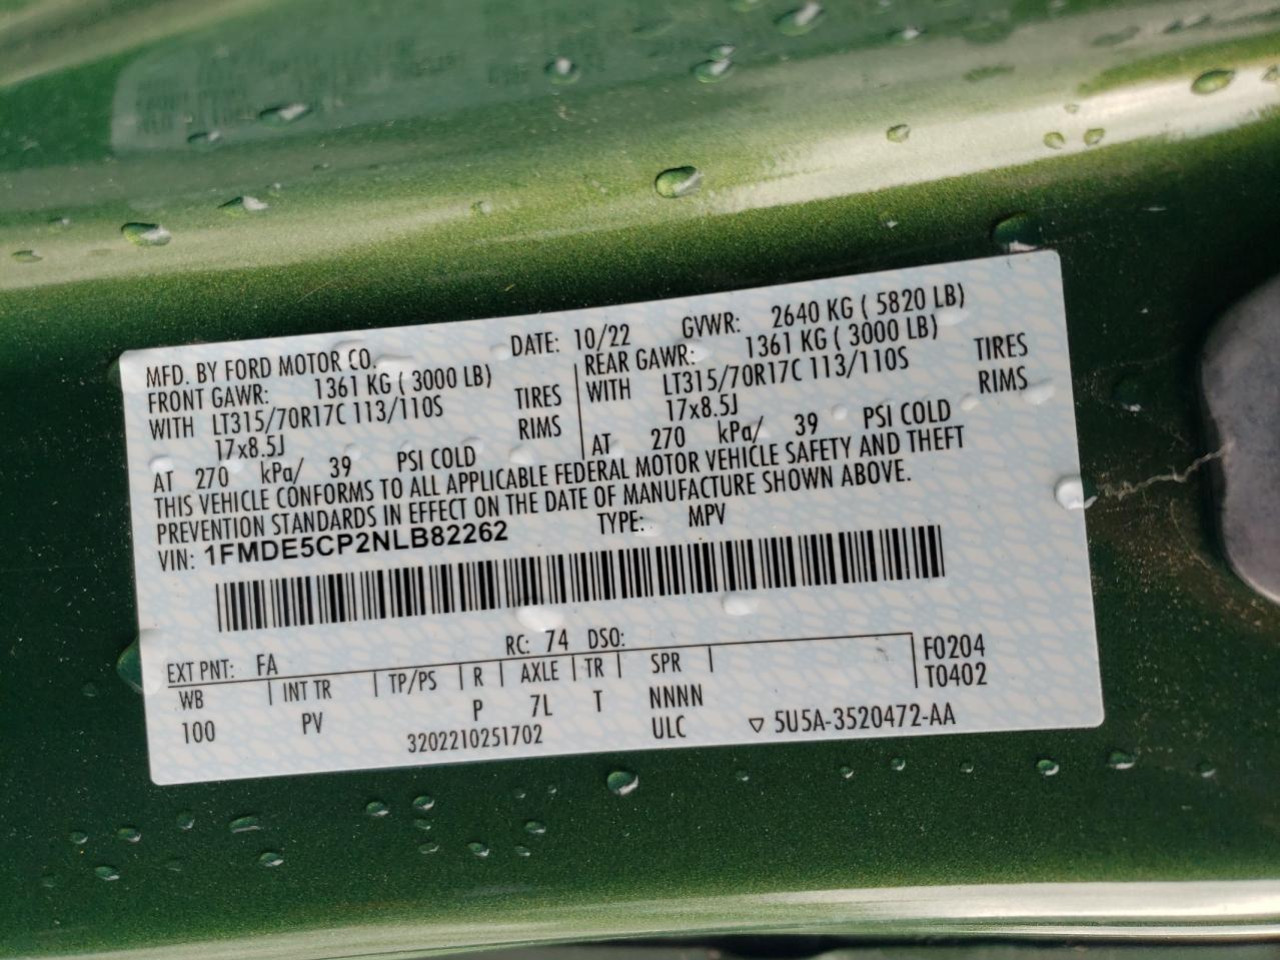 MFD. BY FORD MOTOR CO. DATE: 10/22 GVWR: 2640 KG ( 5820 LB)
FRONT GAWR: 1361 KG ( 3000 LB) REAR GAWR: 1361 KG ( 3000 LB)
WITH LT315/70R17C 113/110S TIRES WITH LT315/70R17C 113/110S TIRES
17x8.5J RIMS 17x8.5J RIMS
AT 270 kPa/ 39 PSI COLD AT 270 kPa/ 39 PSI COLD
THIS VEHICLE CONFORMS TO ALL APPLICABLE FEDERAL MOTOR VEHICLE SAFETY AND THEFT
PREVENTION STANDARDS IN EFFECT ON THE DATE OF MANUFACTURE SHOWN ABOVE.
VIN: 1FMDE5CP2NLB82262 TYPE: MPV
EXT PNT: FA RC: 74 DSO:
WB INT TR TP/PS R AXLE TR SPR F0204
100 PV P 7L T NNNN T0402
3202210251702 ULC ▽ 5U5A-3520472-AA